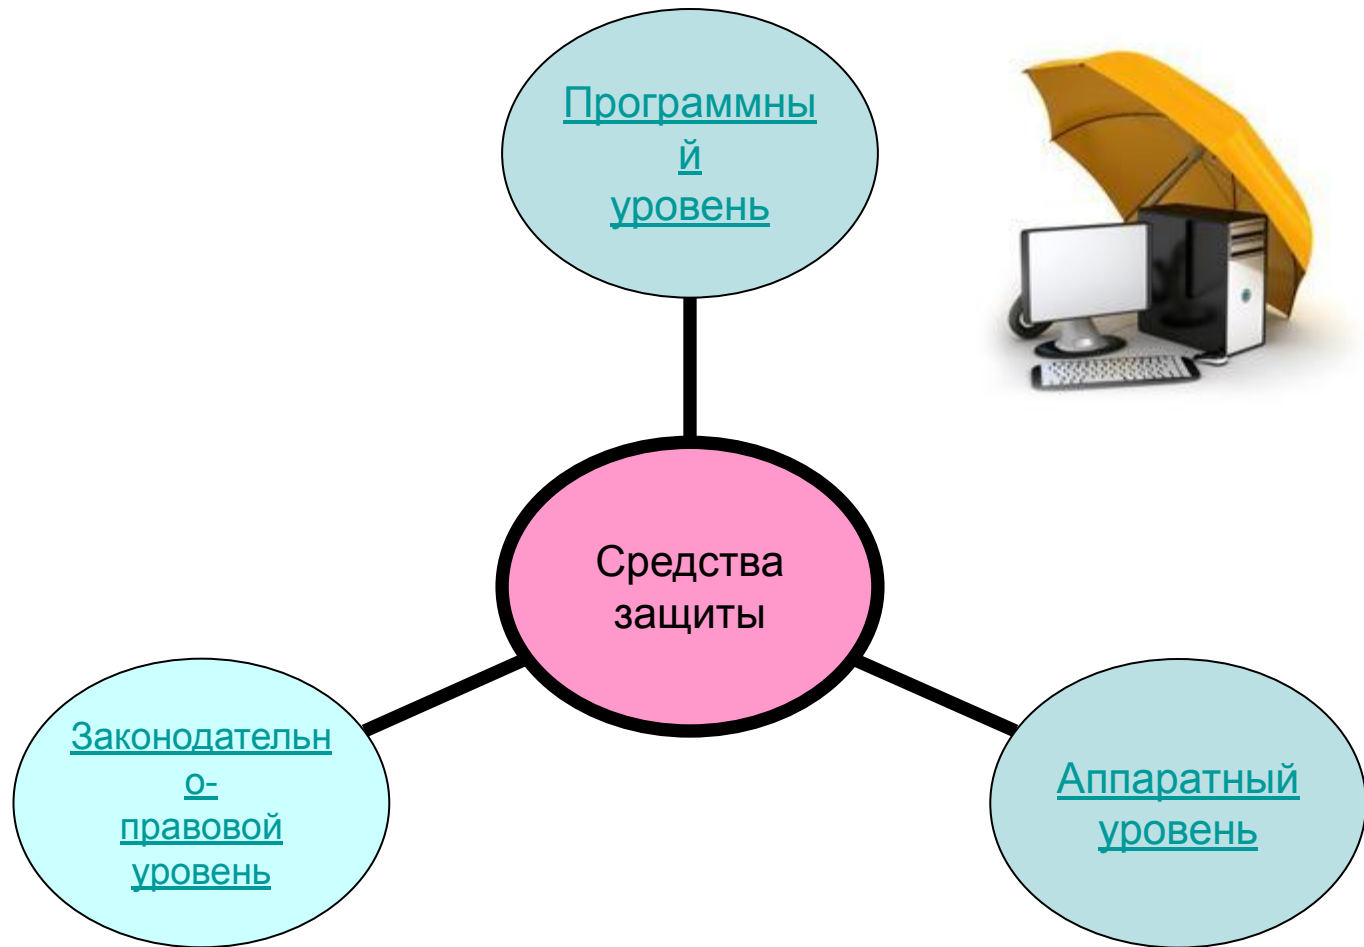 Программны
й
уровень
Средства
защиты
Законодательн
о-
правовой
уровень
Аппаратный
уровень